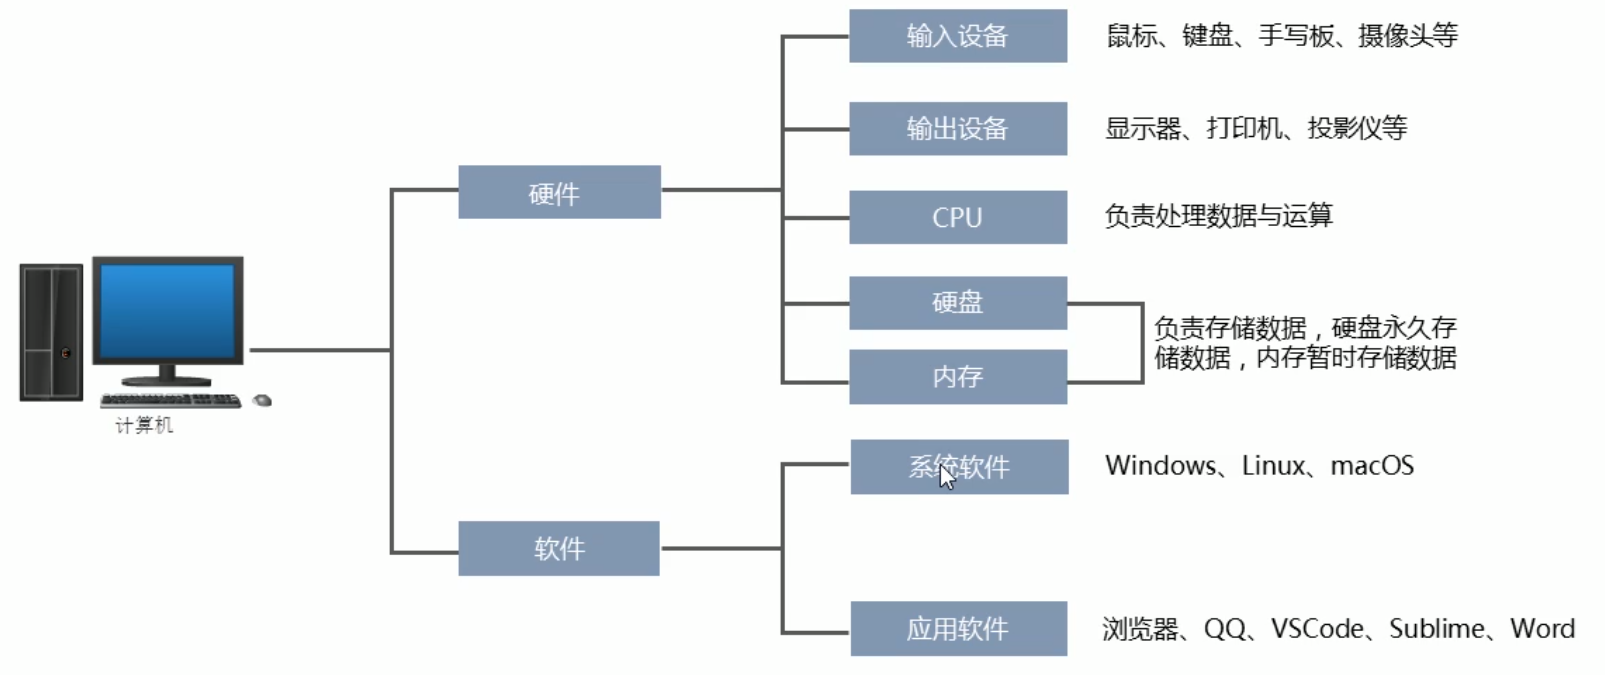 输入设备
鼠标、键盘、手写板、摄像头等
输出设备
显示器、打印机、投影仪等
硬件
CPU
负责处理数据与运算
硬盘
内存
负责存储数据，硬盘永久存
储数据，内存暂时存储数据
计算机
系统软件
Windows、Linux、macOS
软件
应用软件
浏览器、QQ、VSCode、Sublime、Word